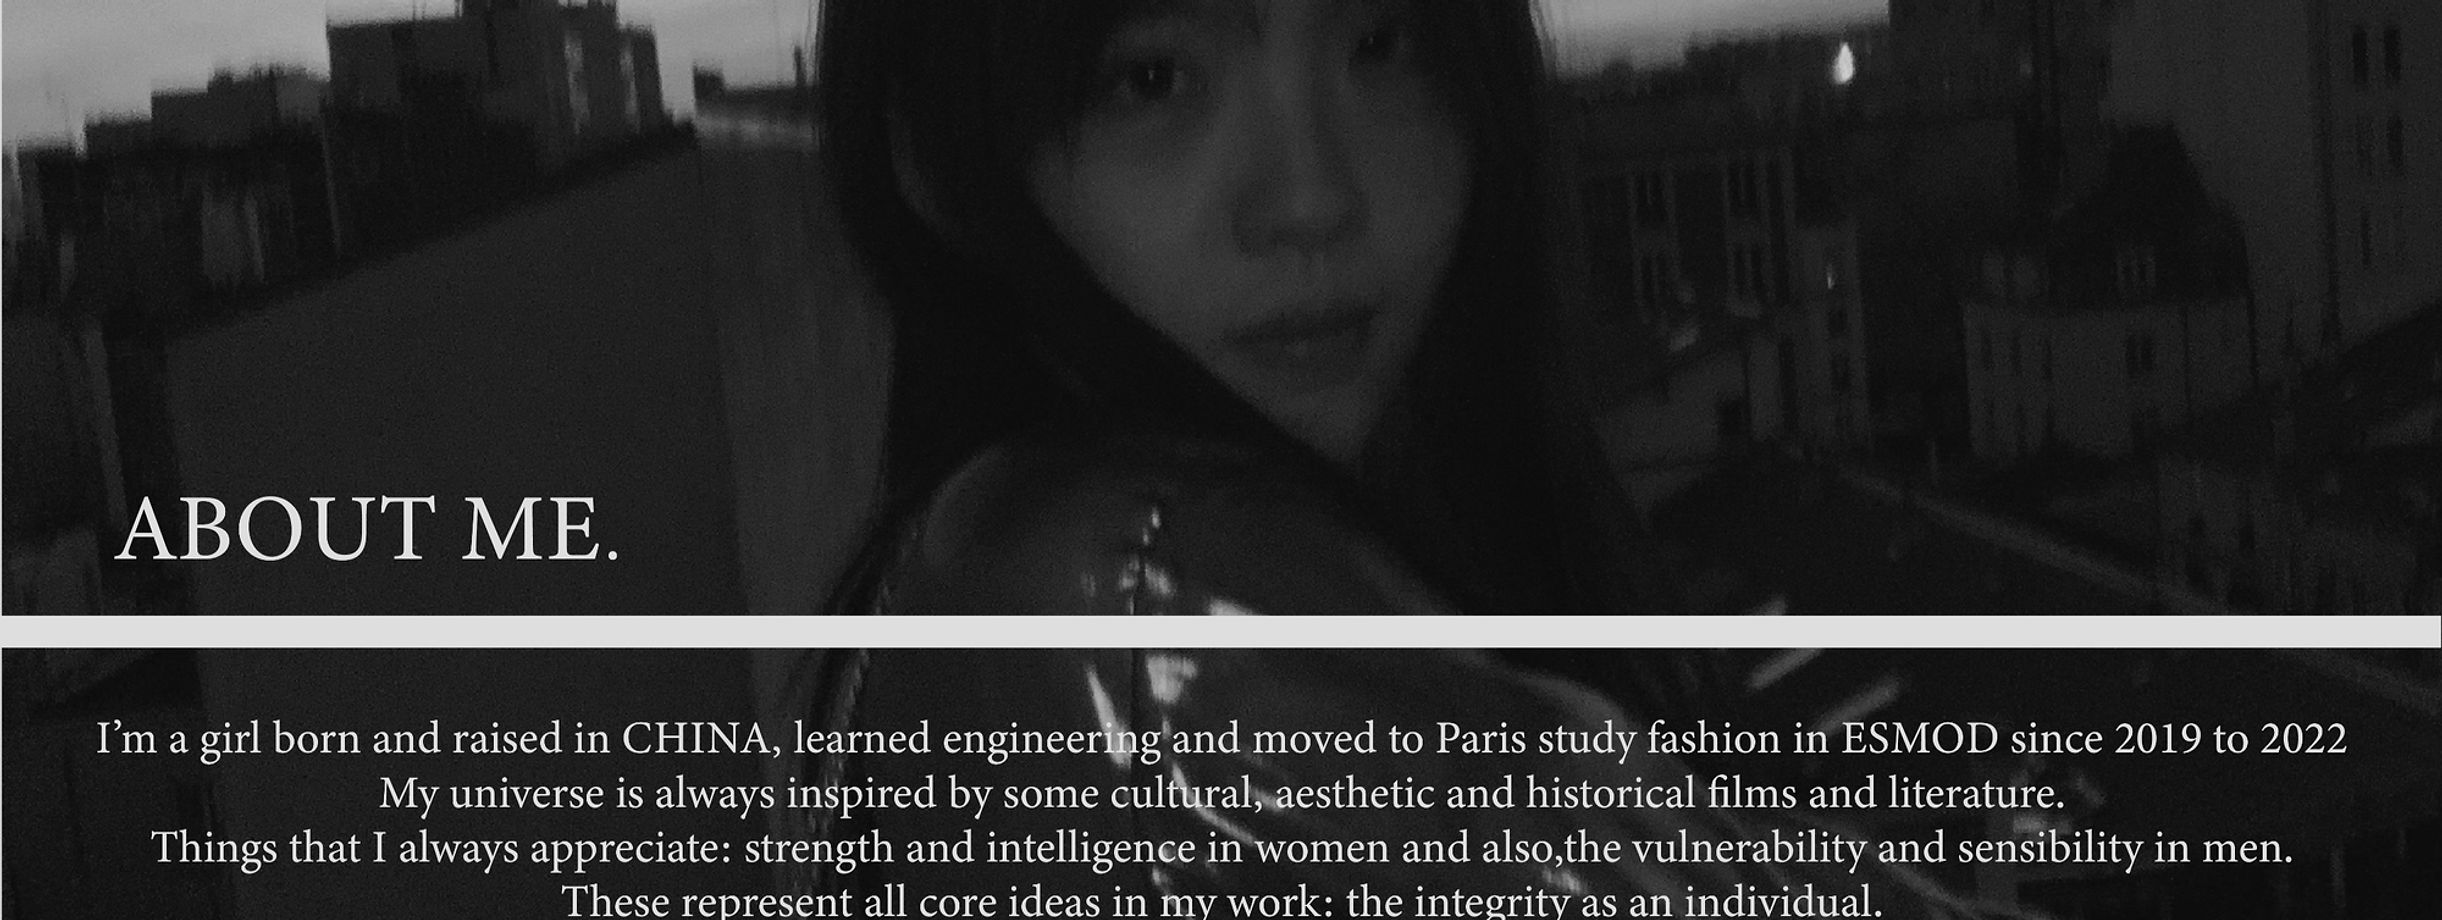 ABOUT ME.
I’m a girl born and raised in CHINA, learned engineering and moved to Paris study fashion in ESMOD since 2019 to 2022
My universe is always inspired by some cultural, aesthetic and historical films and literature.
Things that I always appreciate: strength and intelligence in women and also,the vulnerability and sensibility in men.
These represent all core ideas in my work: the integrity as an individual.